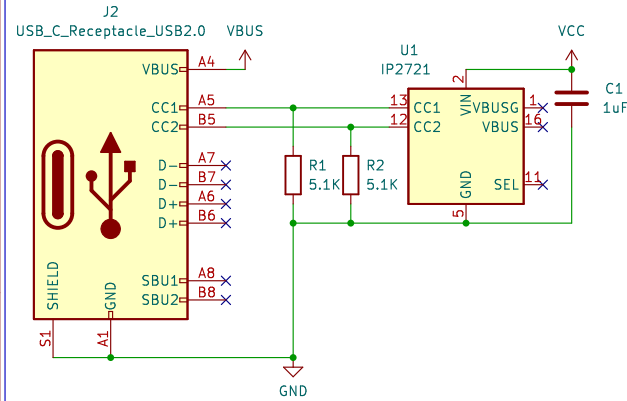 J2
USB_C_Receptacle_USB2.0
VBUS
VCC
U1
IP2721
VBUS A4
CC1 A5
CC2 B5
D- A7
D- B7
D+ A6
D+ B6
SBU1 A8
SBU2 B8
SHIELD
GND
S1
A1
R1
5.1K
R2
5.1K
13 CC1
12 CC2
2
VIN
VBUSG 1
VBUS 16
SEL 11
GND
5
C1
1uF
GND